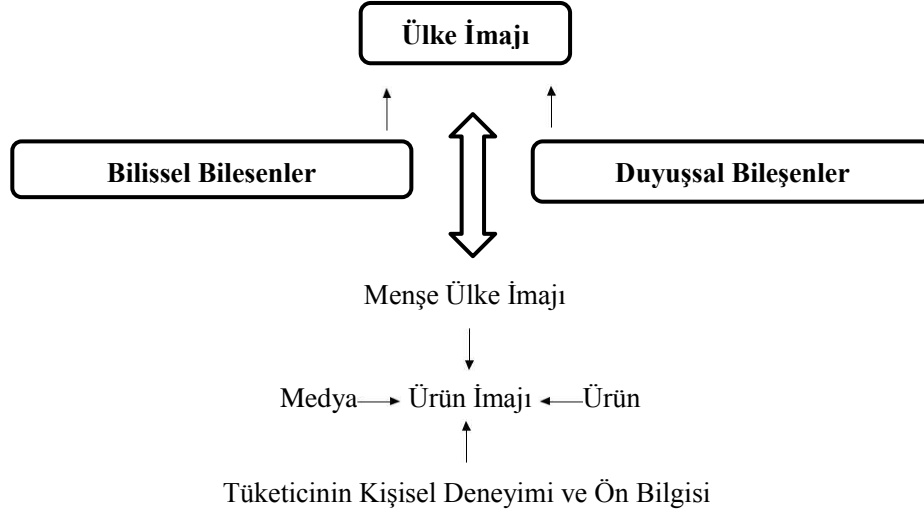 Ülke İmajı
Bilissel Bilesenler
Duyuşsal Bileşenler
Menşe Ülke İmajı
Medya Ürün İmajı Ürün
Tüketicinin Kişisel Deneyimi ve Ön Bilgisi